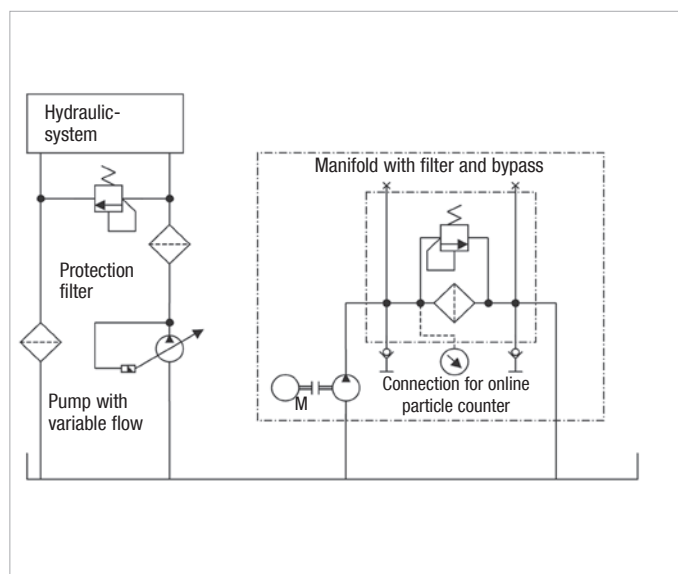 Hydraulic-
system
Manifold with filter and bypass
Protection
filter
Pump with
variable flow
M
Connection for online
particle counter